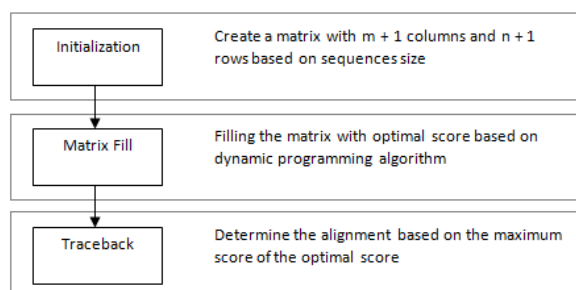 Initialization
Create a matrix with m + 1 columns and n + 1
rows based on sequences size
Matrix Fill
Filling the matrix with optimal score based on
dynamic programming algorithm
Traceback
Determine the alignment based on the maximum
score of the optimal score